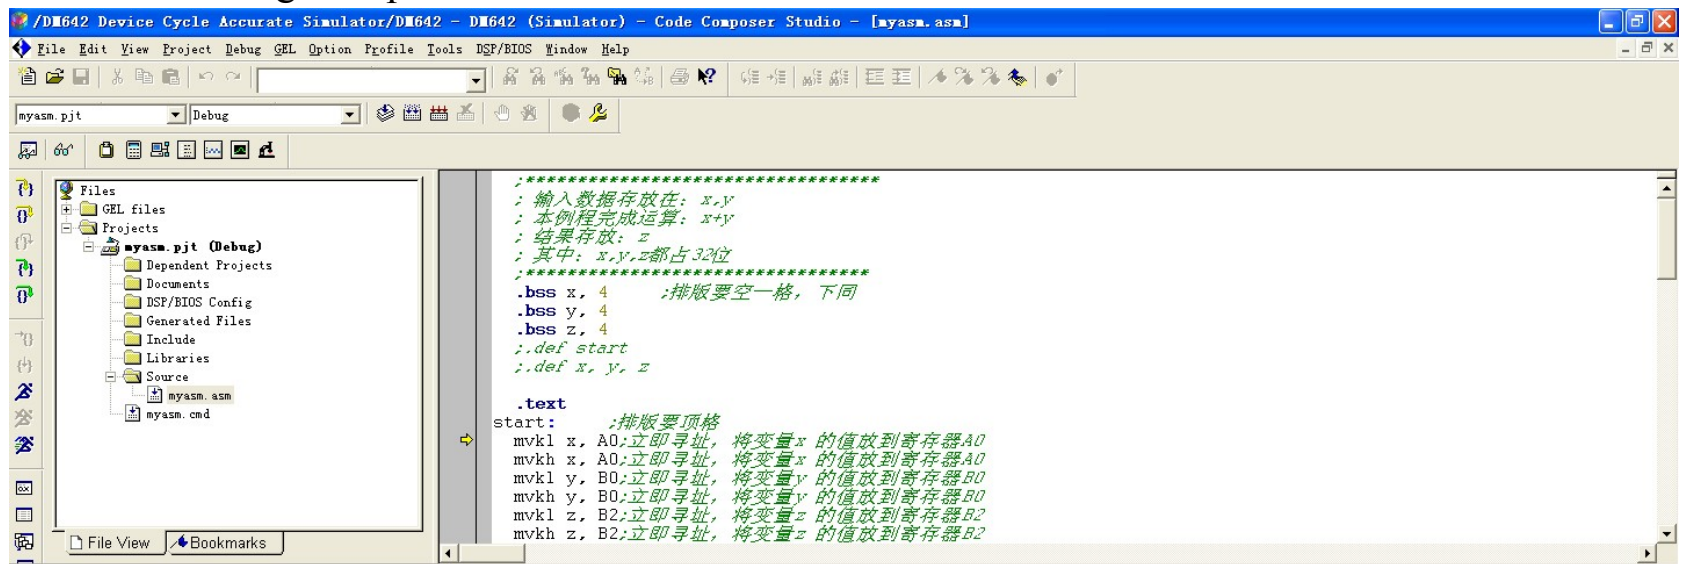 /DM642 Device Cycle Accurate Simulator/DM642 - DM642 (Simulator) - Code Composer Studio - [myasm.asm]
File Edit View Project Debug GEL Option Profile Tools DSP/BIOS Window Help
myasm.pjt Debug
Files
GEL files
Projects
myasm.pjt (Debug)
Dependent Projects
Documents
DSP/BIOS Config
Generated Files
Include
Libraries
Source
myasm.asm
myasm.cmd
File View Bookmarks
;**********************************
; 输入数据存放在: x,y
; 本例程完成运算: x+y
; 结果存放: z
; 其中: x,y,z都占32位
;*********************************
.bss x, 4 ;排版要空一格, 下同
.bss y, 4
.bss z, 4
;.def start
;.def x, y, z
.text
start: ;排版要顶格
mvkl x, A0;立即寻址, 将变量x 的值放到寄存器A0
mvkh x, A0;立即寻址, 将变量x 的值放到寄存器A0
mvkl y, B0;立即寻址, 将变量y 的值放到寄存器B0
mvkh y, B0;立即寻址, 将变量y 的值放到寄存器B0
mvkl z, B2;立即寻址, 将变量z 的值放到寄存器B2
mvkh z, B2;立即寻址, 将变量z 的值放到寄存器B2